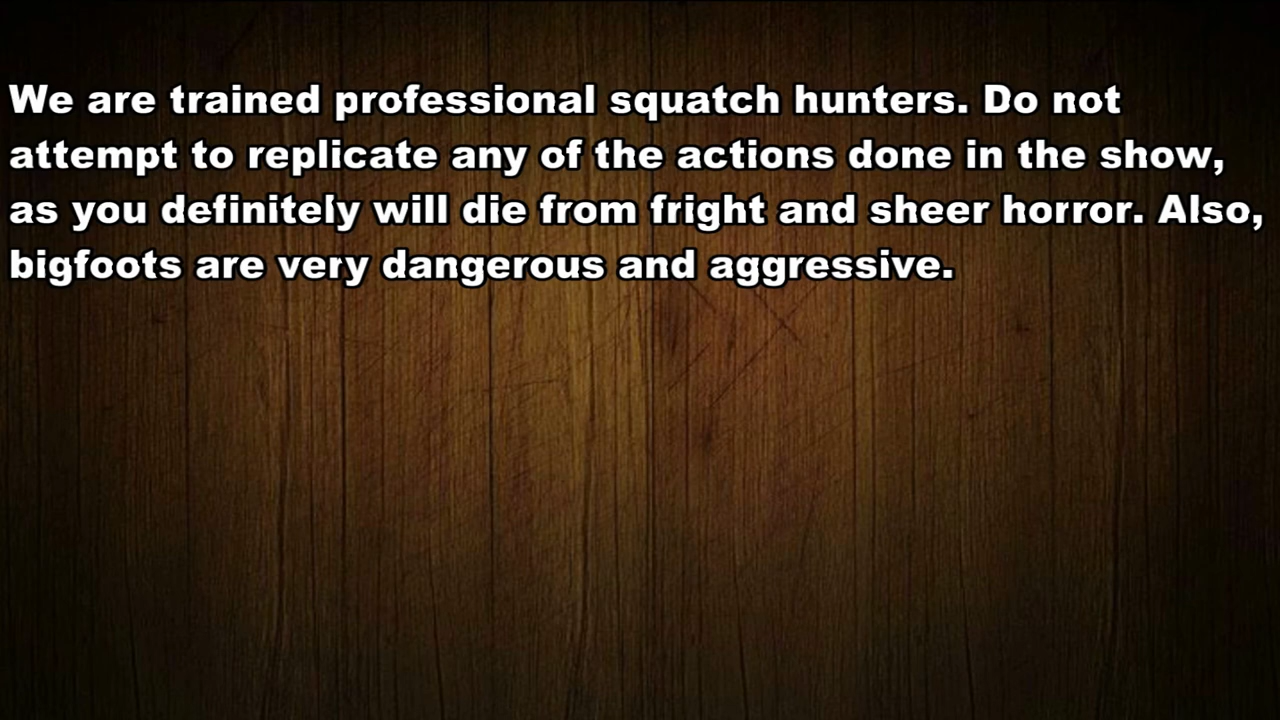 We are trained professional squatch hunters. Do not
attempt to replicate any of the actions done in the show,
as you definitely will die from fright and sheer horror. Also,
bigfoots are very dangerous and aggressive.